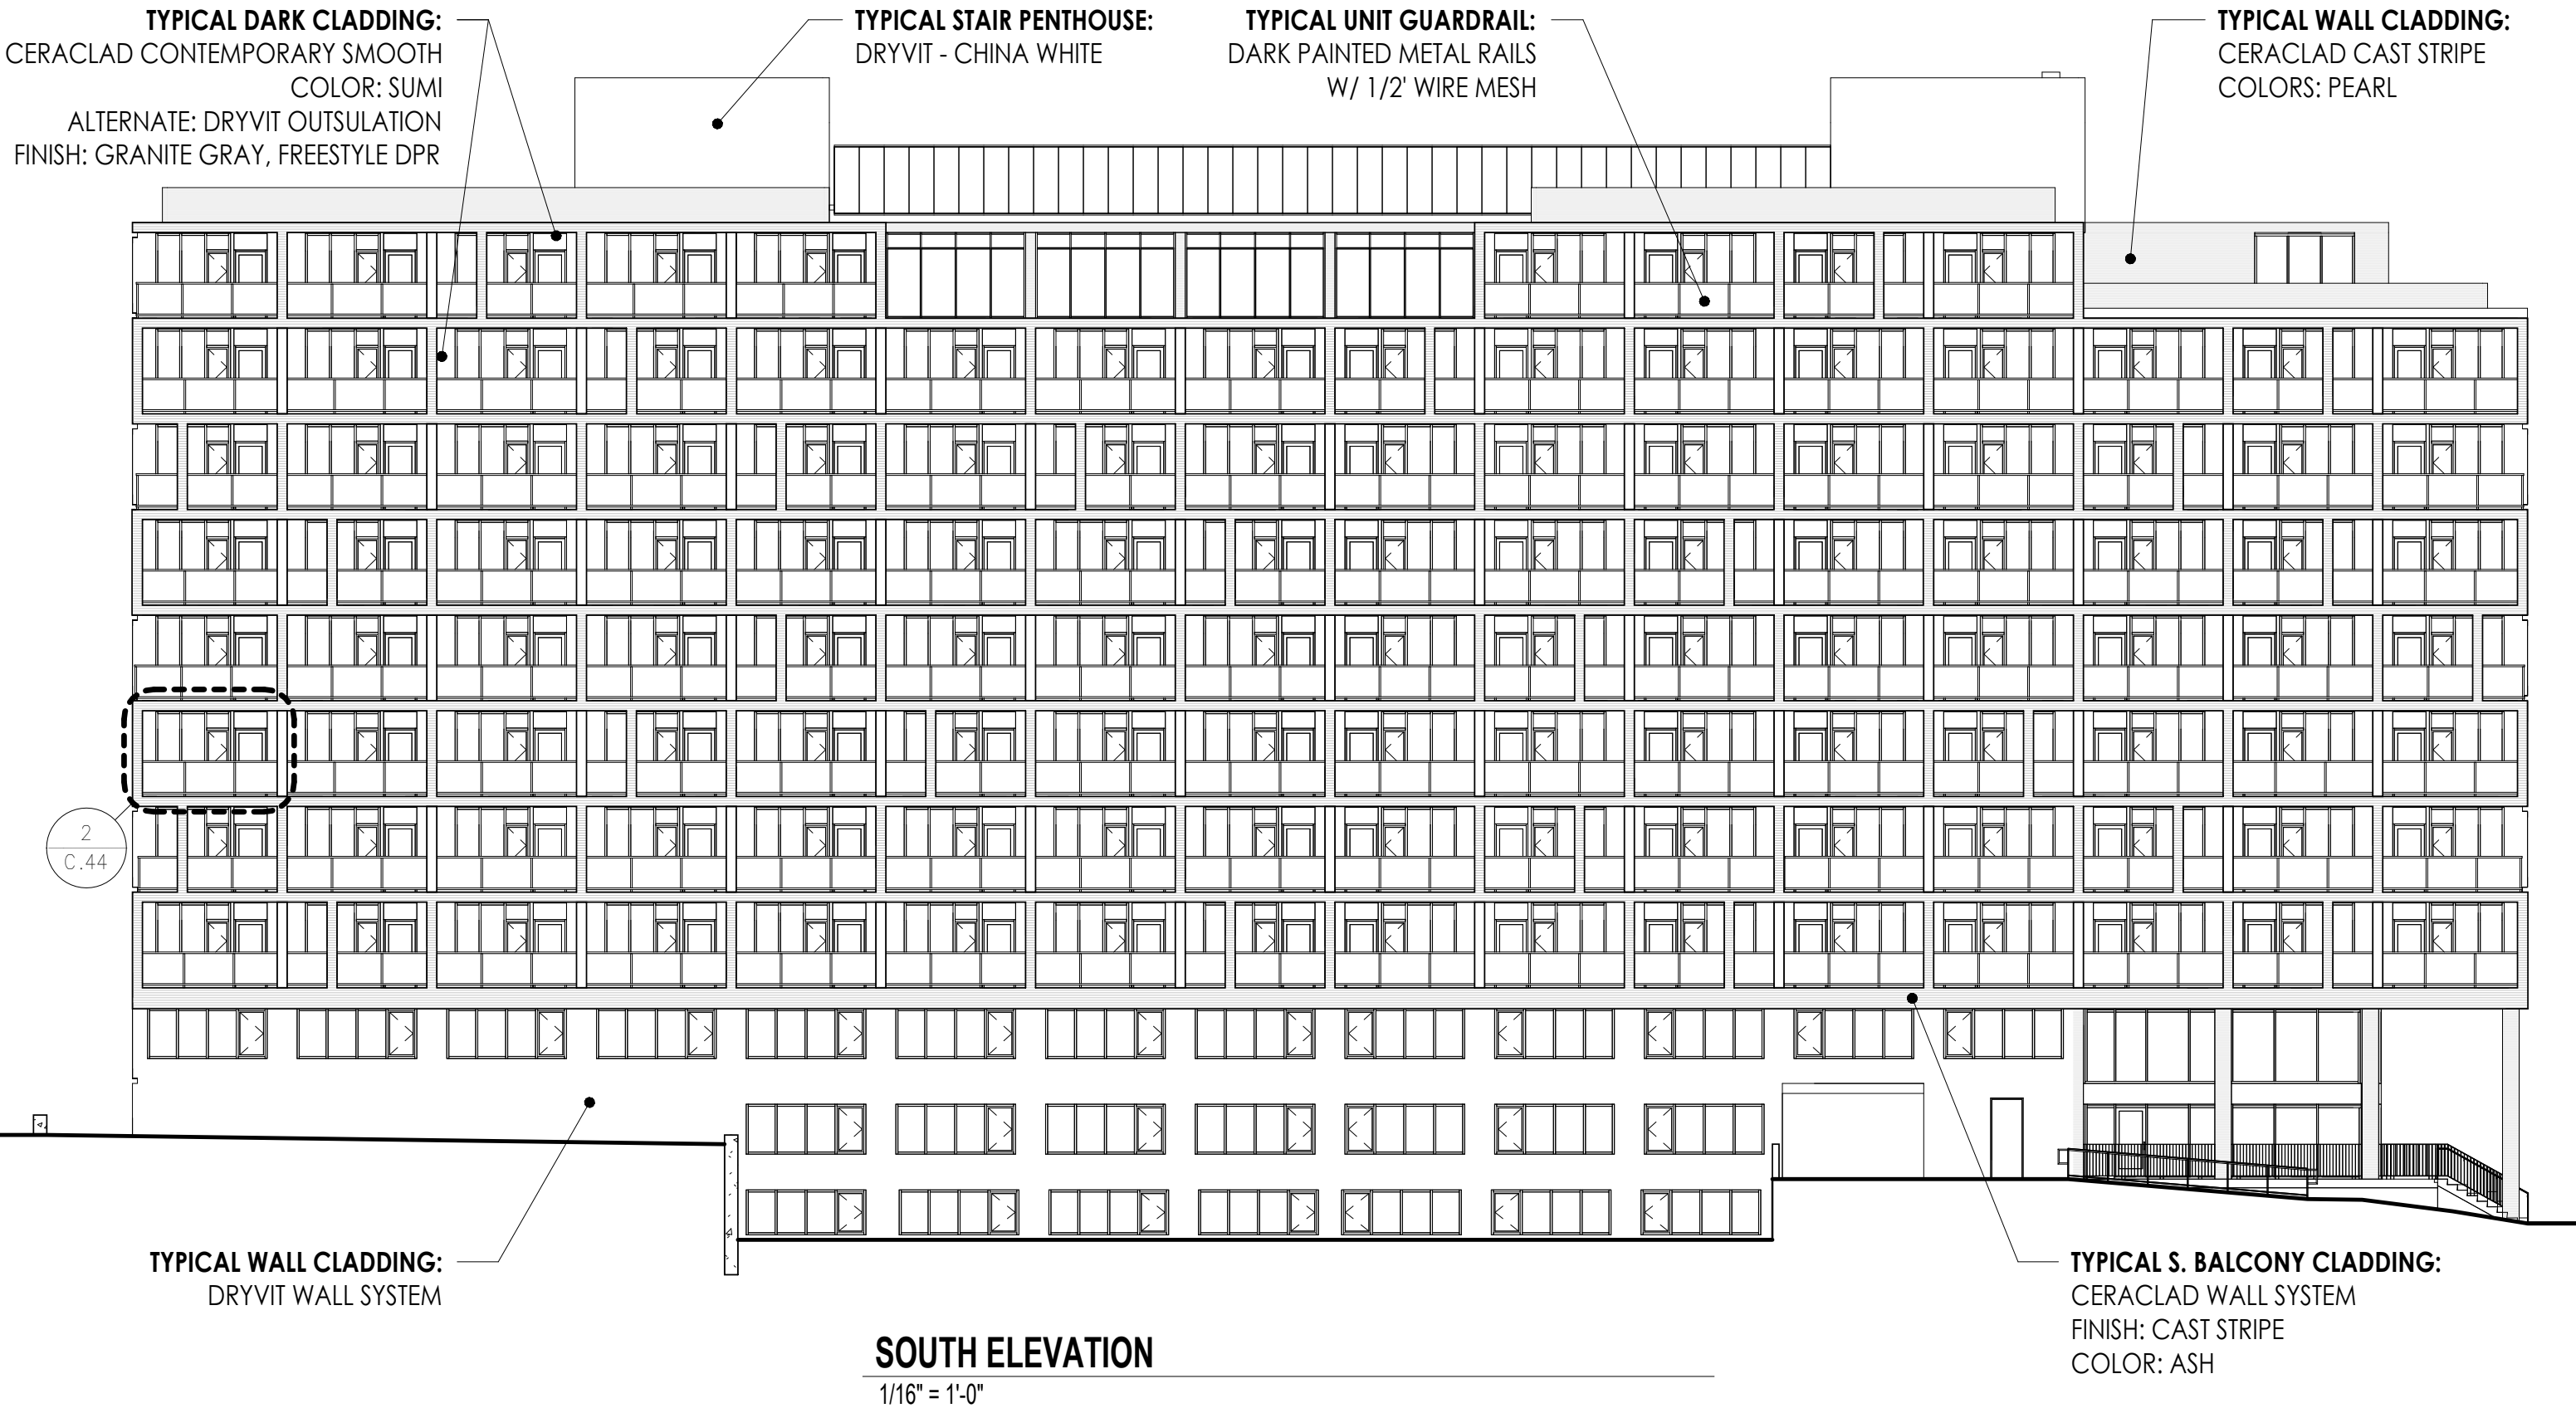 TYPICAL DARK CLADDING:
CERACLAD CONTEMPORARY SMOOTH
COLOR: SUMI
ALTERNATE: DRYVIT OUTSULATION
FINISH: GRANITE GRAY, FREESTYLE DPR
TYPICAL STAIR PENTHOUSE:
DRYVIT - CHINA WHITE
TYPICAL UNIT GUARDRAIL:
DARK PAINTED METAL RAILS
W/ 1/2' WIRE MESH
TYPICAL WALL CLADDING:
CERACLAD CAST STRIPE
COLORS: PEARL
2
C.44
TYPICAL WALL CLADDING:
DRYVIT WALL SYSTEM
TYPICAL S. BALCONY CLADDING:
CERACLAD WALL SYSTEM
FINISH: CAST STRIPE
COLOR: ASH
SOUTH ELEVATION
1/16" = 1'-0"